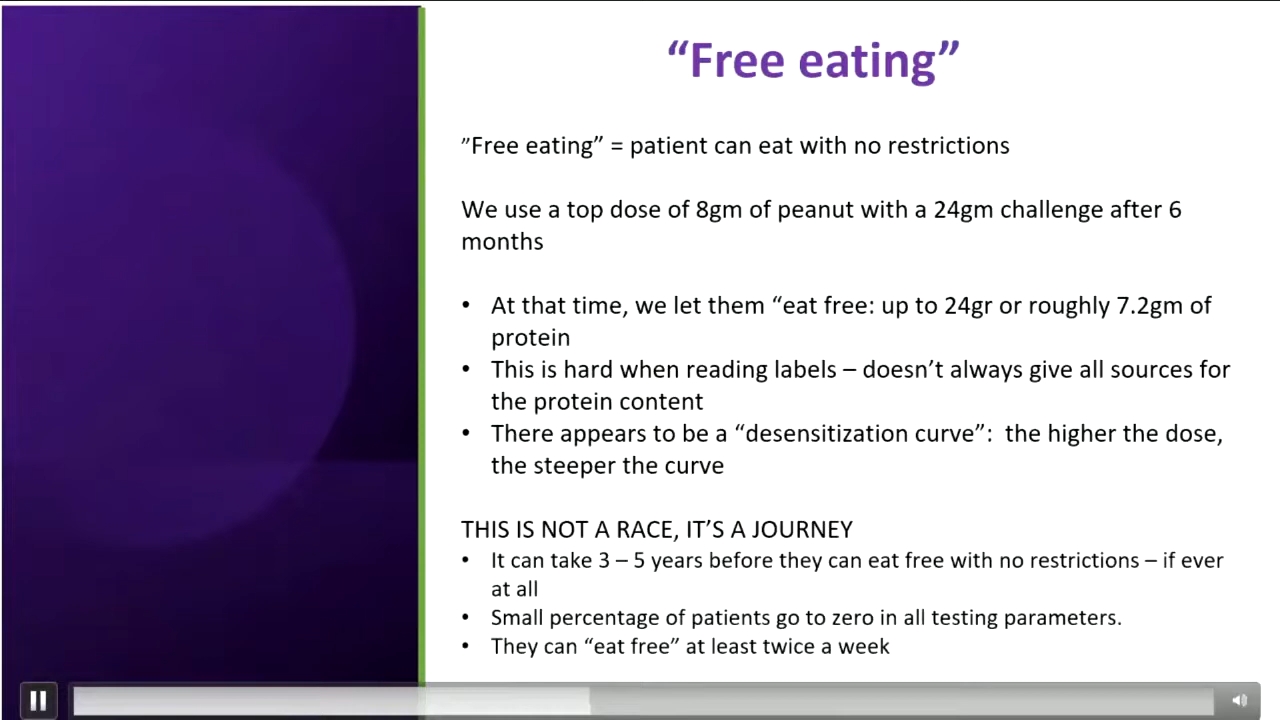 “Free eating”
”Free eating” = patient can eat with no restrictions
We use a top dose of 8gm of peanut with a 24gm challenge after 6
months
• At that time, we let them “eat free: up to 24gr or roughly 7.2gm of
protein
• This is hard when reading labels – doesn’t always give all sources for
the protein content
• There appears to be a “desensitization curve”:  the higher the dose,
the steeper the curve
THIS IS NOT A RACE, IT’S A JOURNEY
• It can take 3 – 5 years before they can eat free with no restrictions – if ever
at all
• Small percentage of patients go to zero in all testing parameters.
• They can “eat free” at least twice a week